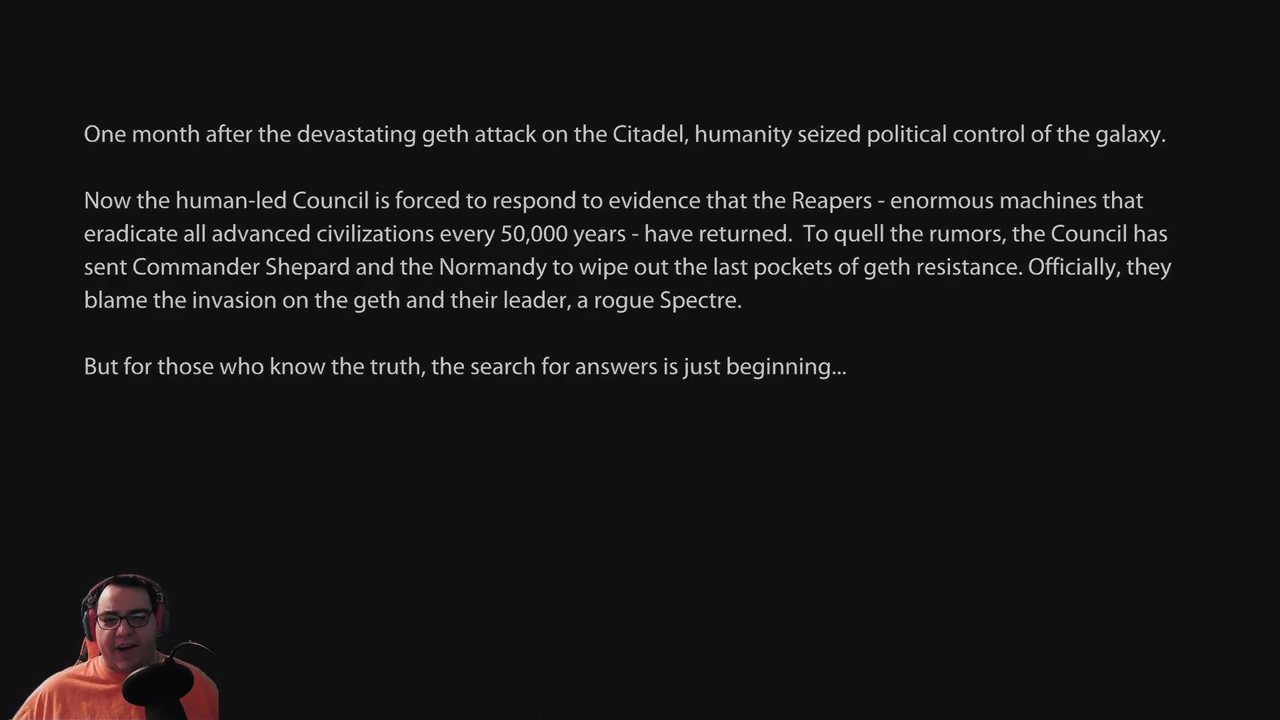 One month after the devastating geth attack on the Citadel, humanity seized political control of the galaxy.
Now the human-led Council is forced to respond to evidence that the Reapers - enormous machines that
eradicate all advanced civilizations every 50,000 years - have returned.  To quell the rumors, the Council has
sent Commander Shepard and the Normandy to wipe out the last pockets of geth resistance. Officially, they
blame the invasion on the geth and their leader, a rogue Spectre.
But for those who know the truth, the search for answers is just beginning...